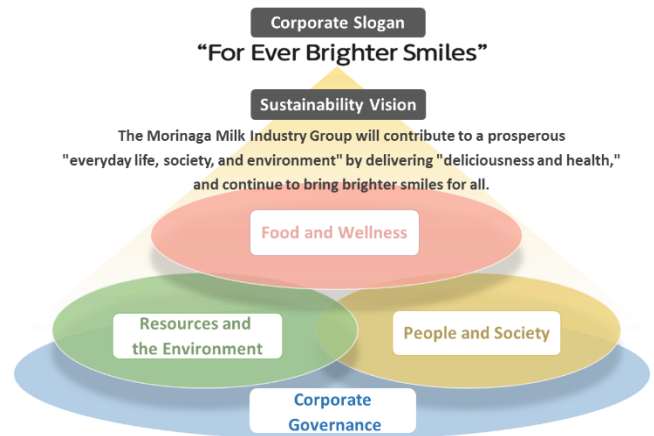 Corporate Slogan
“For Ever Brighter Smiles”
Sustainability Vision
The Morinaga Milk Industry Group will contribute to a prosperous
"everyday life, society, and environment" by delivering "deliciousness and health,"
and continue to bring brighter smiles for all.
Food and Wellness
Resources and
the Environment
People and Society
Corporate
Governance